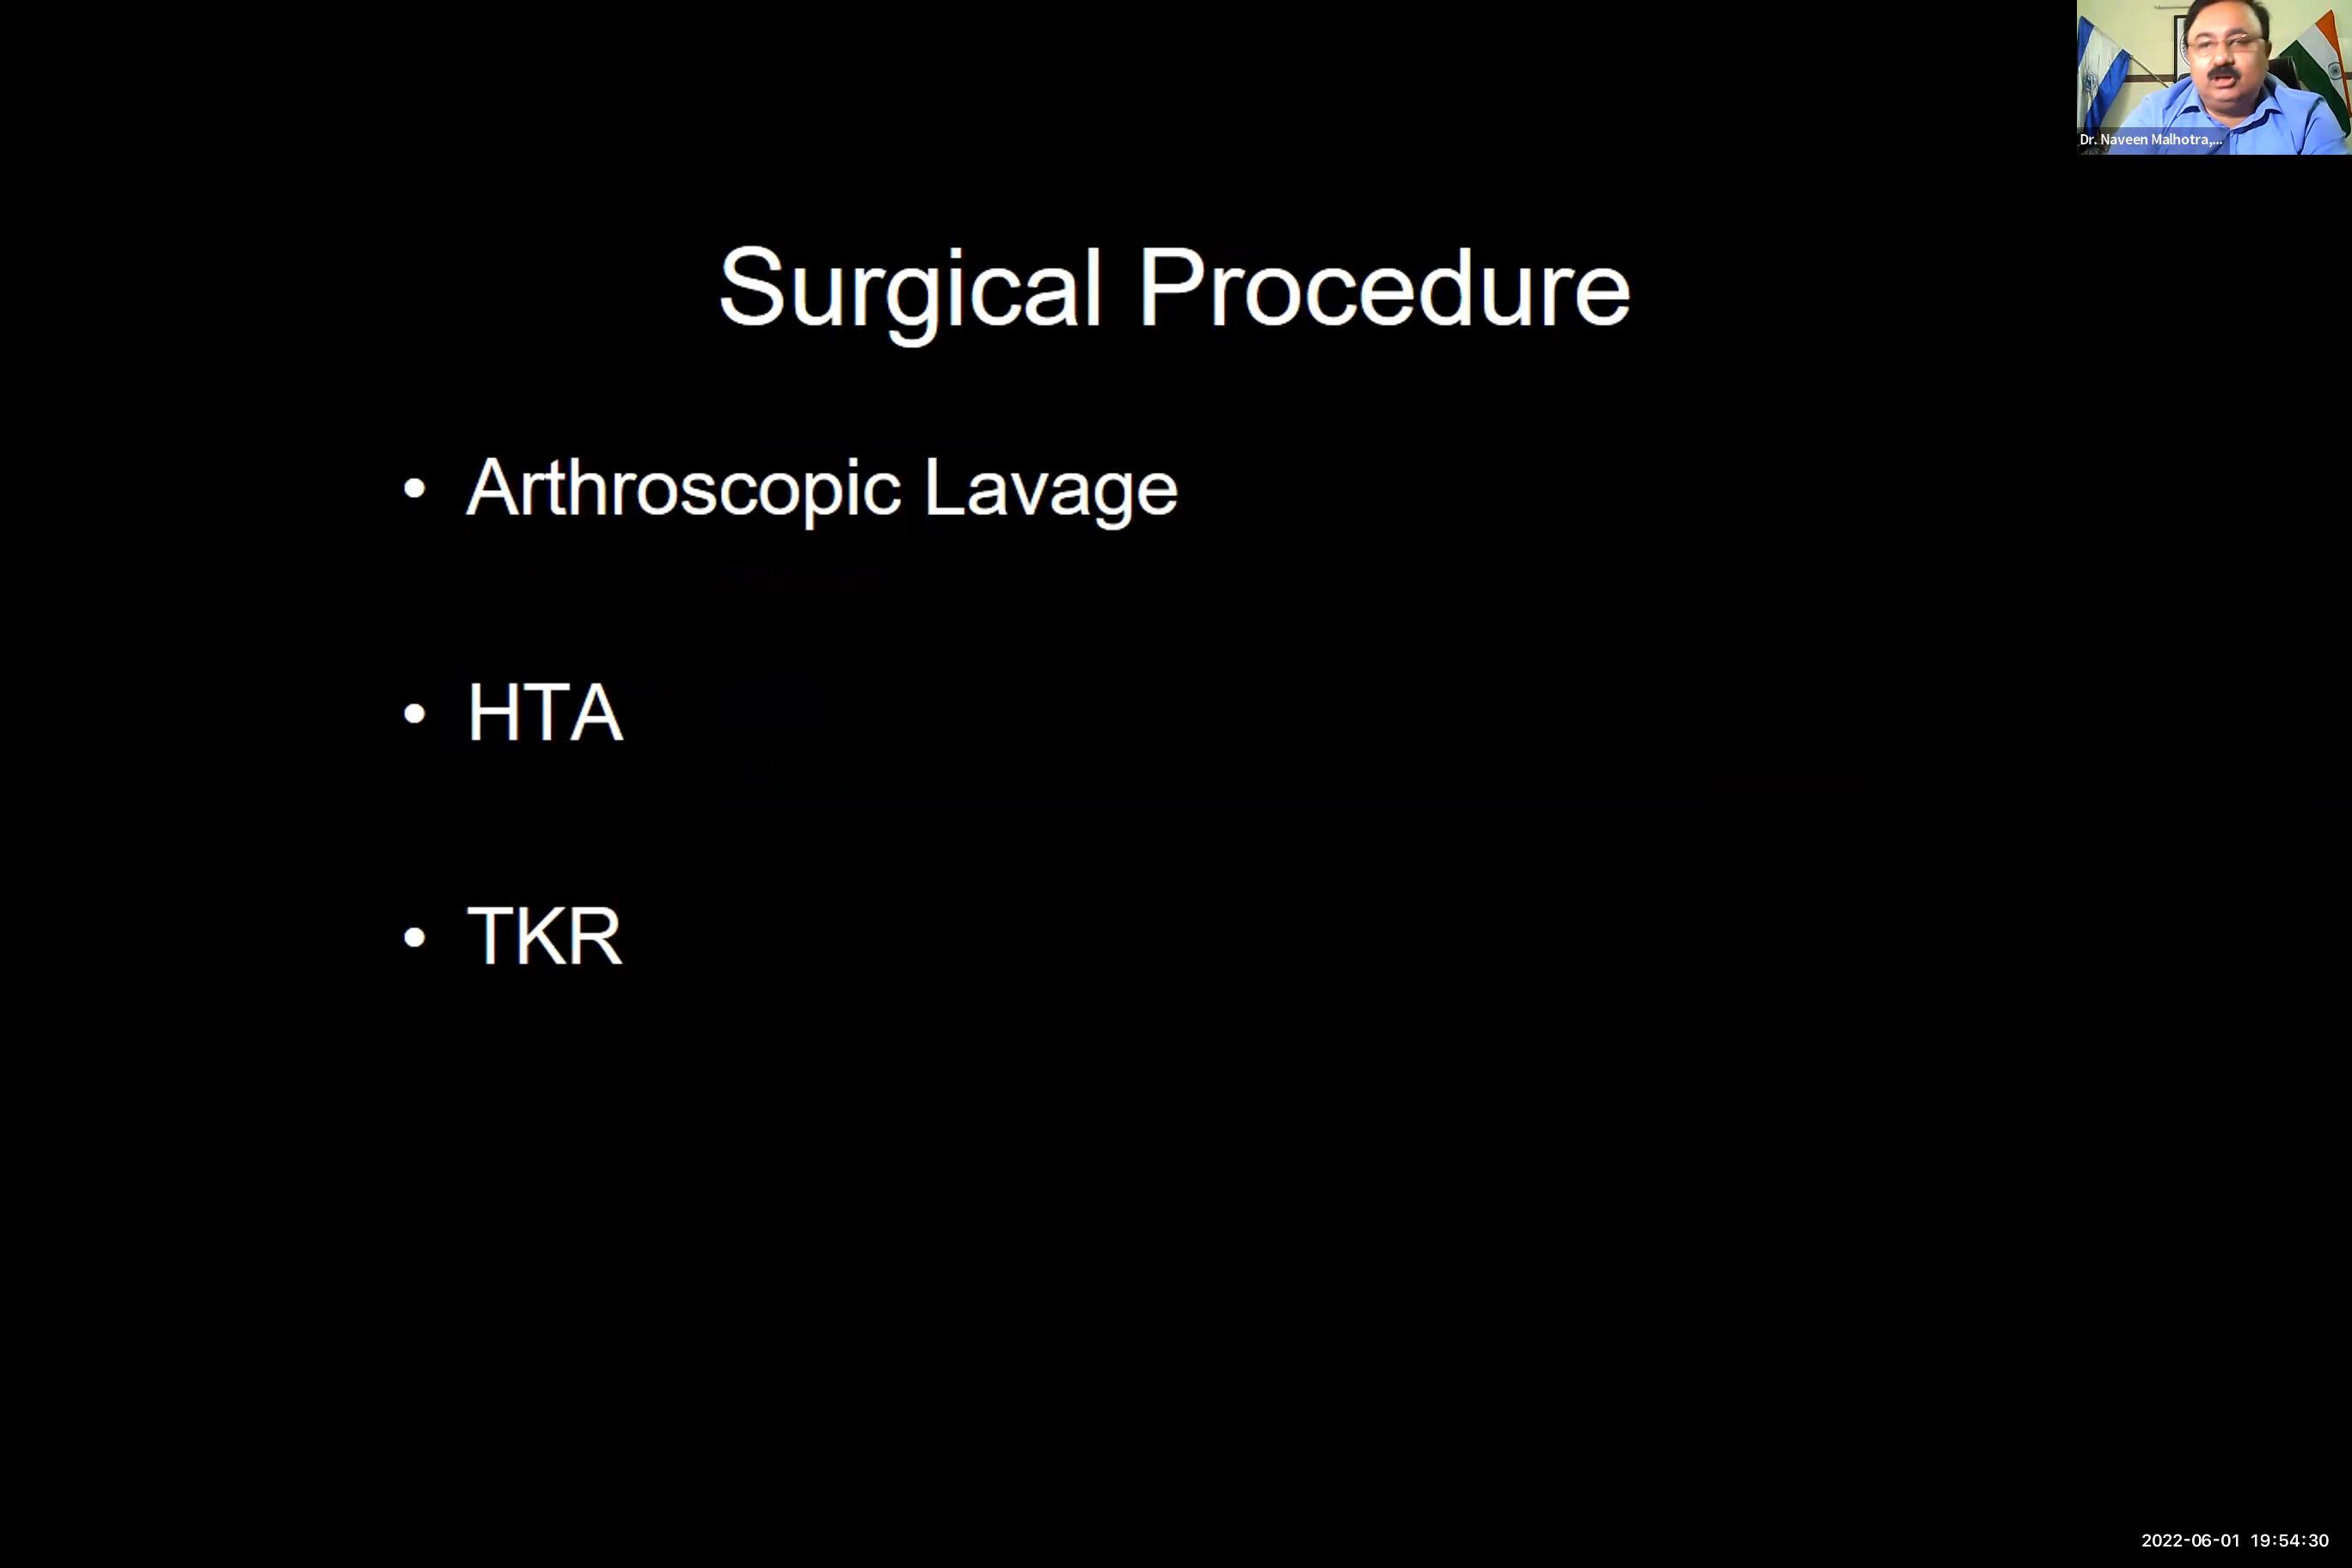 Dr. Naveen Malhotra,...
Surgical Procedure
• Arthroscopic Lavage
• HTA
• TKR
2022-06-01 19:54:30